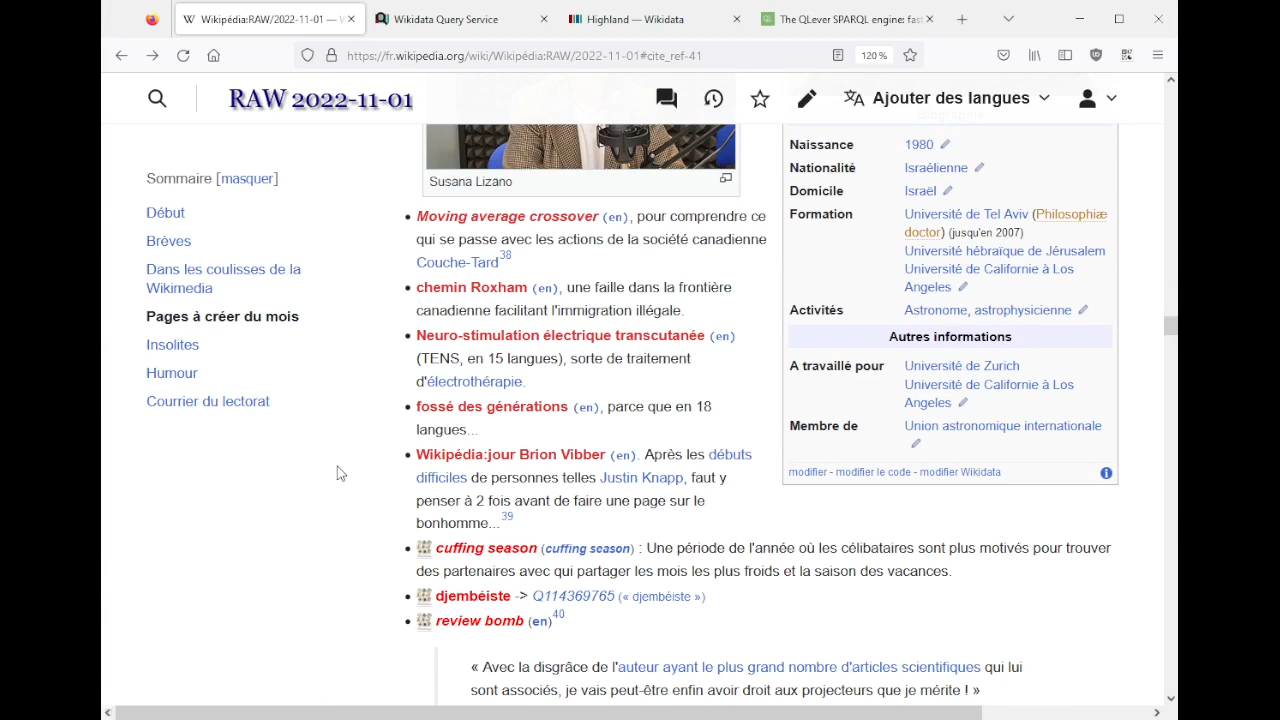 Wikipédia:RAW/2022-11-01 — W
Wikidata Query Service
Highland — Wikidata
The QLever SPARQL engine: fas
https://fr.wikipedia.org/wiki/Wikipédia:RAW/2022-11-01#cite_ref-41
120 %
RAW 2022-11-01
Ajouter des langues
Sommaire [masquer]
Début
Brèves
Dans les coulisses de la
Wikimedia
Pages à créer du mois
Insolites
Humour
Courrier du lectorat
Susana Lizano
• Moving average crossover (en), pour comprendre ce
qui se passe avec les actions de la société canadienne
Couche-Tard38
• chemin Roxham (en), une faille dans la frontière
canadienne facilitant l'immigration illégale.
• Neuro-stimulation électrique transcutanée (en)
(TENS, en 15 langues), sorte de traitement
d'électrothérapie.
• fossé des générations (en), parce que en 18
langues...
• Wikipédia:jour Brion Vibber (en). Après les débuts
difficiles de personnes telles Justin Knapp, faut y
penser à 2 fois avant de faire une page sur le
bonhomme...39
• cuffing season (cuffing season) : Une période de l'année où les célibataires sont plus motivés pour trouver
des partenaires avec qui partager les mois les plus froids et la saison des vacances.
• djembéiste -> Q114369765 (« djembéiste »)
• review bomb (en)40
« Avec la disgrâce de l'auteur ayant le plus grand nombre d'articles scientifiques qui lui
sont associés, je vais peut-être enfin avoir droit aux projecteurs que je mérite ! »
Biographie
Naissance 1980
Nationalité Israélienne
Domicile Israël
Formation Université de Tel Aviv (Philosophiæ
doctor) (jusqu'en 2007)
Université hébraïque de Jérusalem
Université de Californie à Los
Angeles
Activités Astronome, astrophysicienne
Autres informations
A travaillé pour Université de Zurich
Université de Californie à Los
Angeles
Membre de Union astronomique internationale
modifier - modifier le code - modifier Wikidata